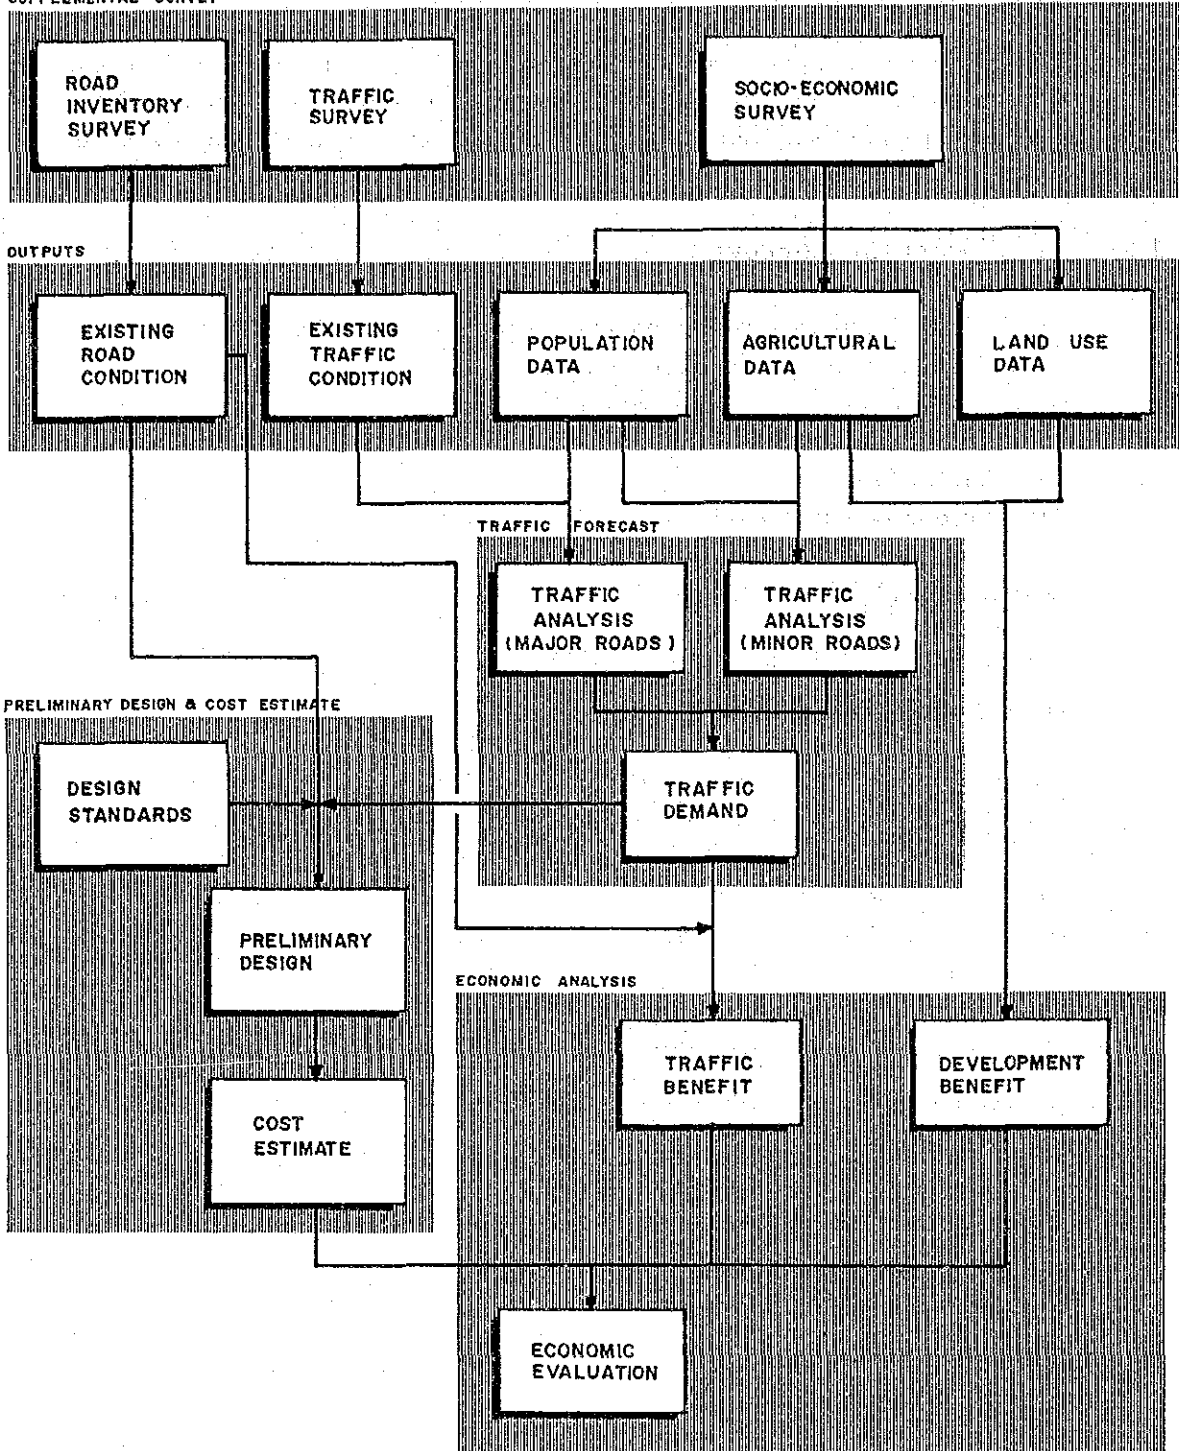 SUPPLEMENTAL SURVEY
ROAD
INVENTORY
SURVEY
TRAFFIC
SURVEY
SOCIO-ECONOMIC
SURVEY
OUTPUTS
EXISTING
ROAD
CONDITION
EXISTING
TRAFFIC
CONDITION
POPULATION
DATA
AGRICULTURAL
DATA
LAND USE
DATA
TRAFFIC FORECAST
TRAFFIC
ANALYSIS
(MAJOR ROADS)
TRAFFIC
ANALYSIS
(MINOR ROADS)
PRELIMINARY DESIGN & COST ESTIMATE
DESIGN
STANDARDS
TRAFFIC
DEMAND
PRELIMINARY
DESIGN
ECONOMIC ANALYSIS
TRAFFIC
BENEFIT
DEVELOPMENT
BENEFIT
COST
ESTIMATE
ECONOMIC
EVALUATION